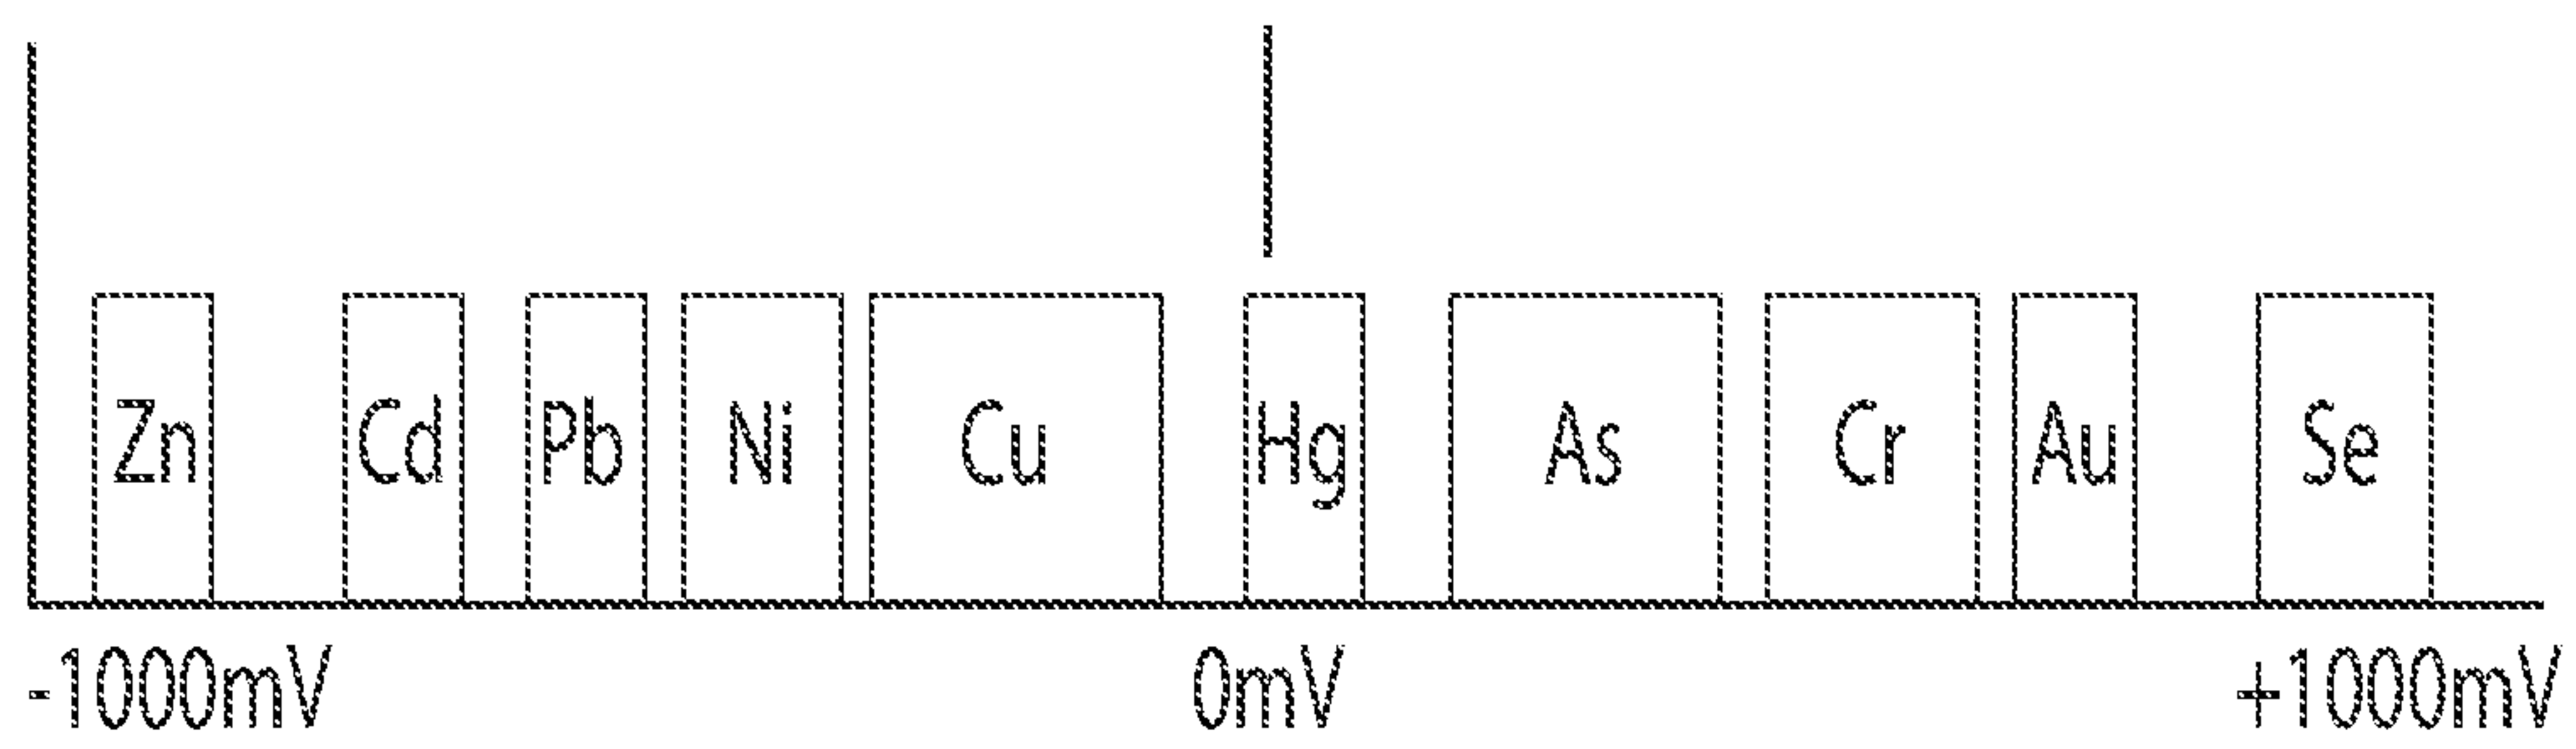 Zn Cd Pb Ni Cu Hg As Cr Au Se
-1000mV 0mV +1000mV